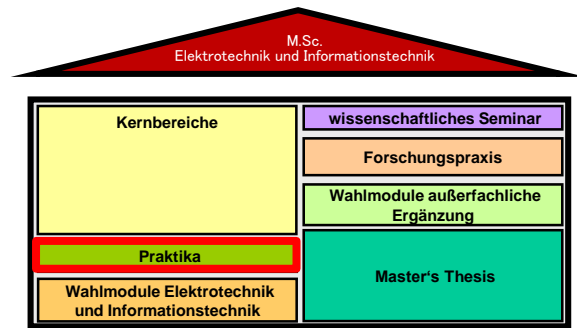 M.Sc.
Elektrotechnik und Informationstechnik
Kernbereiche
Praktika
Wahlmodule Elektrotechnik
und Informationstechnik
wissenschaftliches Seminar
Forschungspraxis
Wahlmodule außerfachliche
Ergänzung
Master‘s Thesis